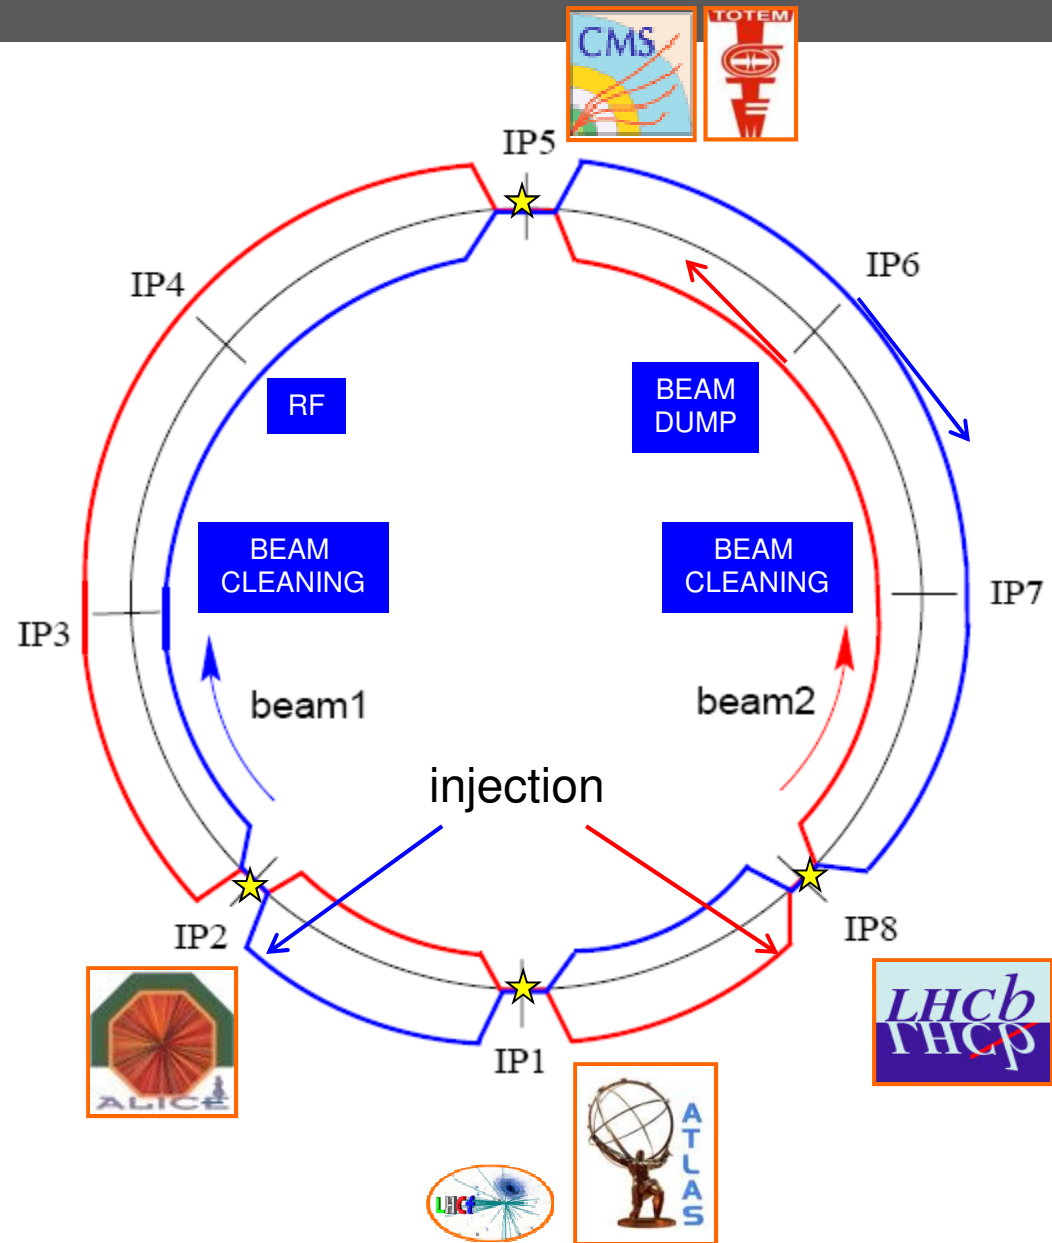 CMS
TOTEM
IP5
IP6
IP4
RF
BEAM
DUMP
BEAM
CLEANING
BEAM
CLEANING
IP7
IP3
beam1
beam2
injection
IP2
IP8
ALICE
LHCb
LHCb
IP1
ATLAS
LHCf